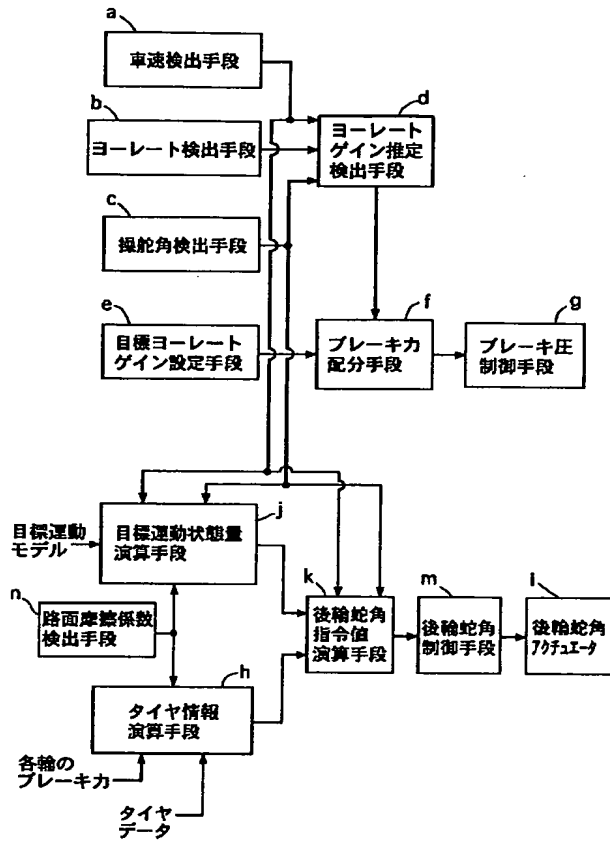 a
車速検出手段
b
ヨーレート検出手段
c
操舵角検出手段
d
ヨーレート
ゲイン推定
検出手段
e
目標ヨーレート
ゲイン設定手段
f
ブレーキ力
配分手段
g
ブレーキ圧
制御手段
目標運動
モデル
j
目標運動状態量
演算手段
n
路面摩擦係数
検出手段
k
後輪蛇角
指令値
演算手段
m
後輪蛇角
制御手段
i
後輪蛇角
アクチュエータ
h
タイヤ情報
演算手段
各輪の
ブレーキ力
タイヤ
データ